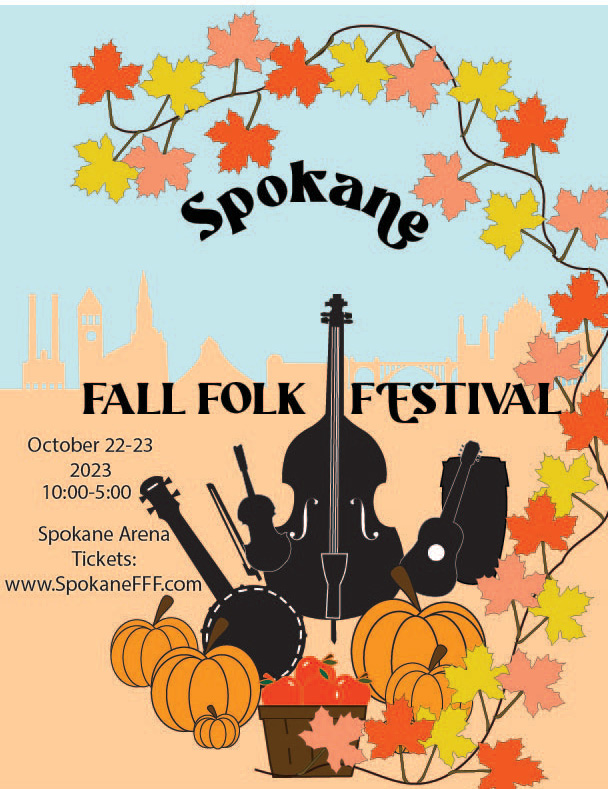 Spokane
FALL FOLK FESTIVAL
October 22-23
2023
10:00-5:00
Spokane Arena
Tickets:
www.SpokaneFFF.com